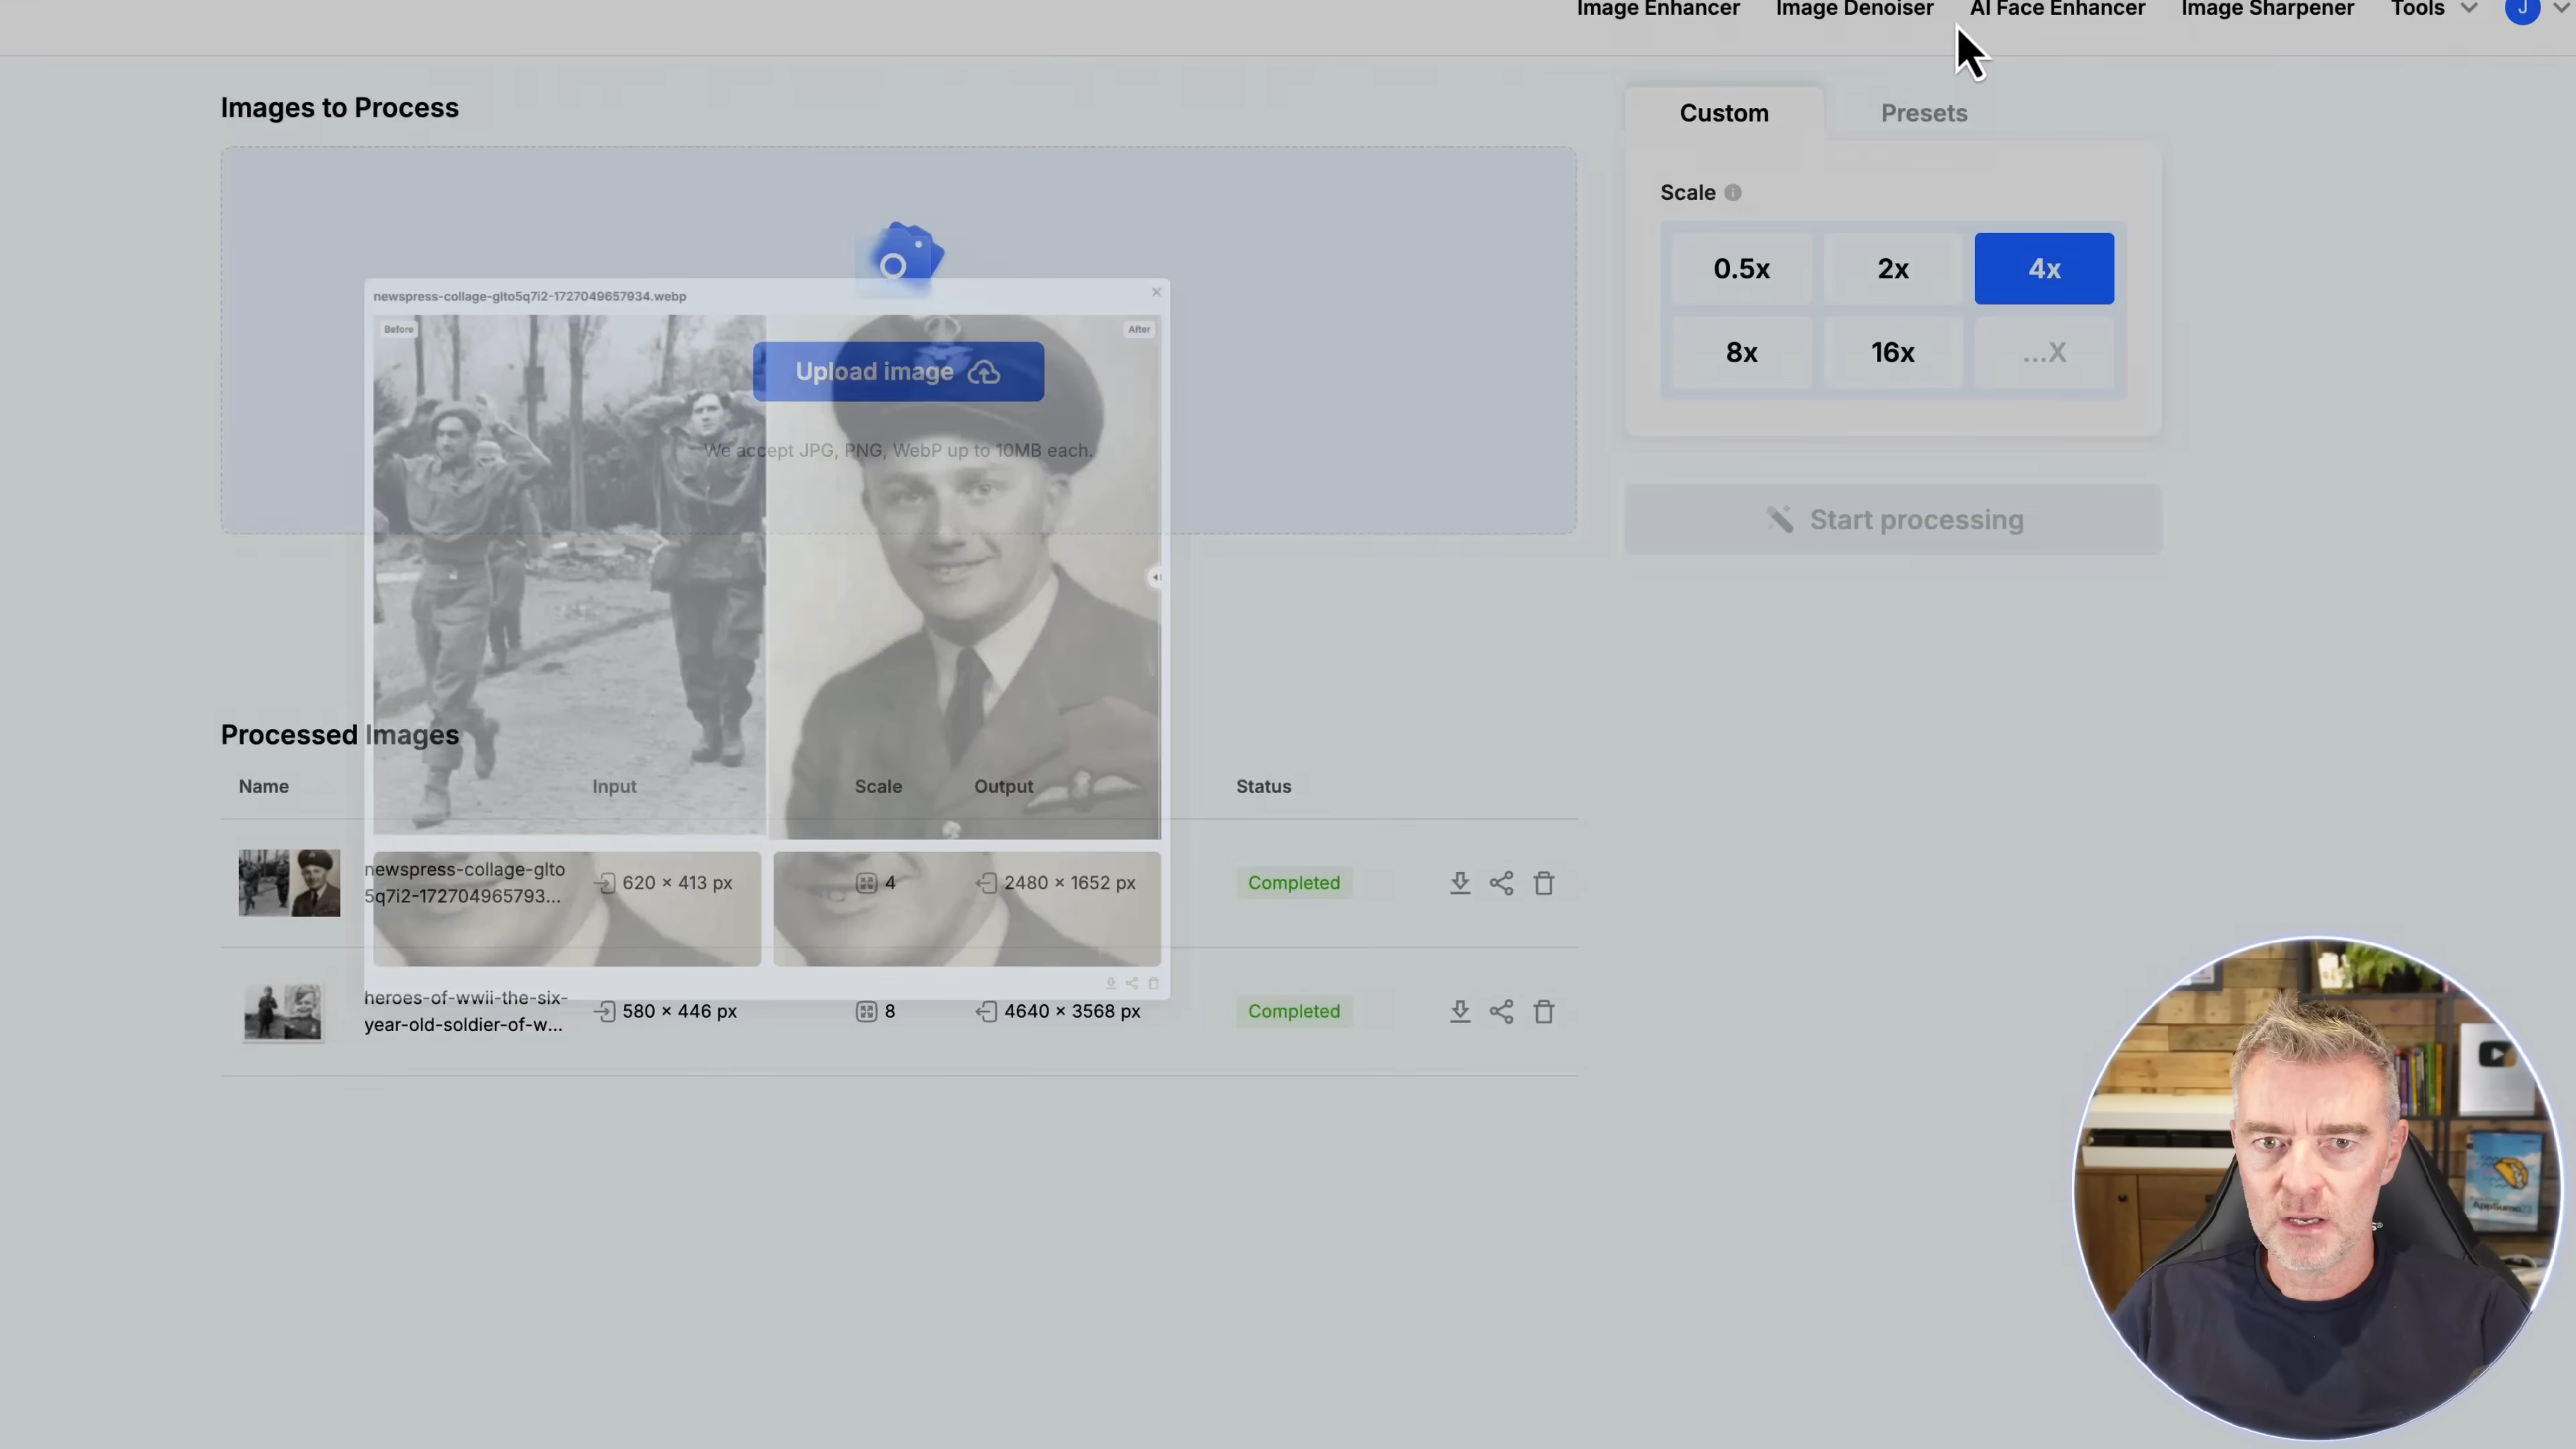 Image Enhancer
Image Denoiser
AI Face Enhancer
Image Sharpener
Tools
J
Images to Process
Custom
Presets
Scale
0.5x
2x
4x
8x
16x
...X
newspress-collage-glto5q7i2-1727049657934.webp
Before
After
Upload image
We accept JPG, PNG, WebP up to 10MB each.
Start processing
Processed Images
Name
Input
Scale
Output
Status
newspress-collage-glto
5q7i2-172704965793...
620 × 413 px
4
2480 × 1652 px
Completed
heroes-of-wwii-the-six-
year-old-soldier-of-w...
580 × 446 px
8
4640 × 3568 px
Completed
AppSumo